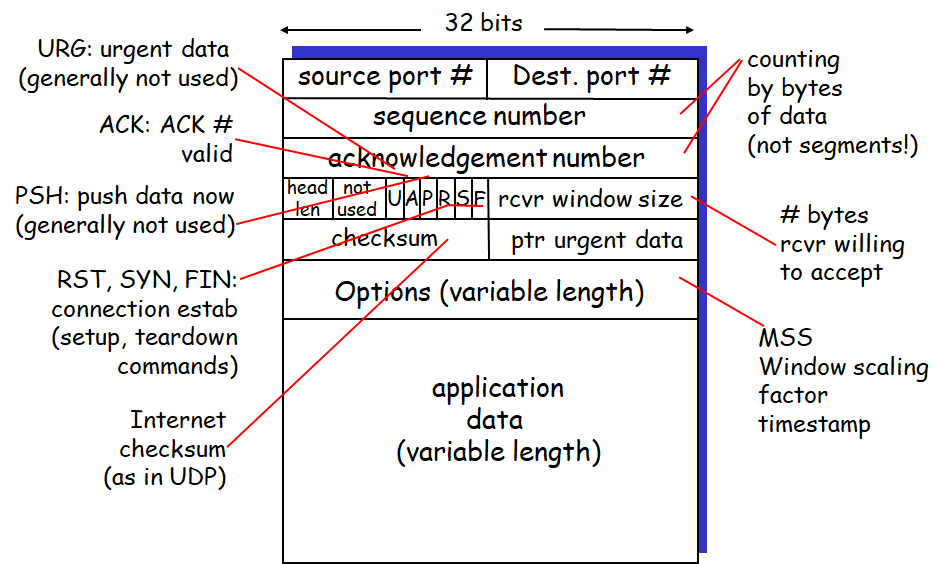 32 bits
URG: urgent data
(generally not used)
ACK: ACK #
valid
PSH: push data now
(generally not used)
RST, SYN, FIN:
connection estab
(setup, teardown
commands)
Internet
checksum
(as in UDP)
source port #
Dest. port #
sequence number
acknowledgement number
head
len
not
used
U A P R S F
rcvr window size
checksum
ptr urgent data
Options (variable length)
application
data
(variable length)
counting
by bytes
of data
(not segments!)
# bytes
rcvr willing
to accept
MSS
Window scaling
factor
timestamp